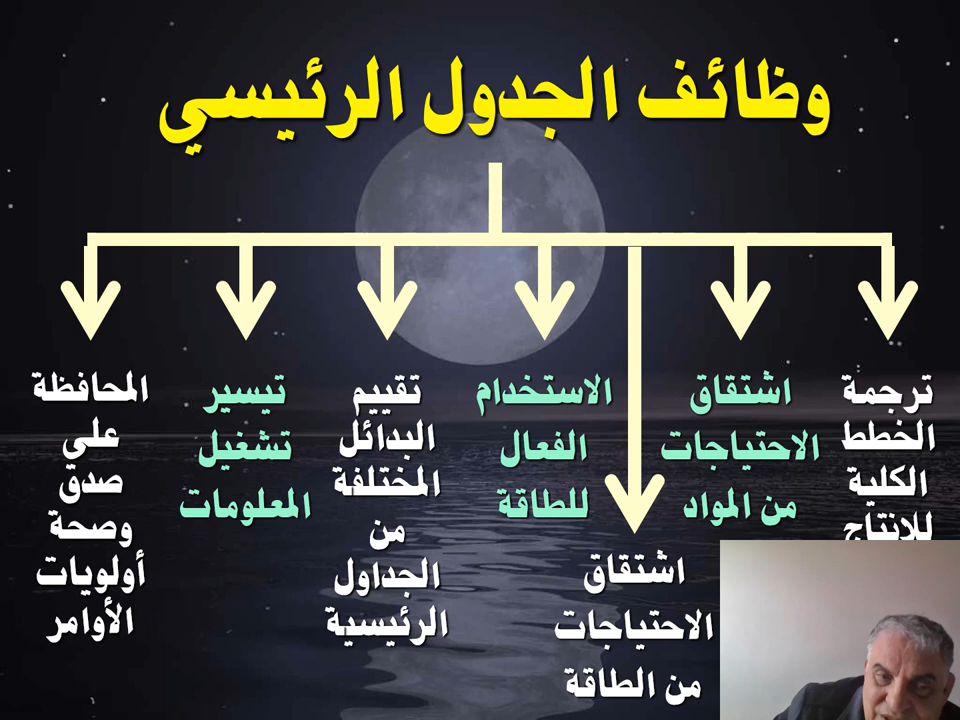 وظائف الجدول الرئيسي
ترجمة
الخطط
الكلية
للإنتاج
اشتقاق
الاحتياجات
من المواد
اشتقاق
الاحتياجات
من الطاقة
الاستخدام
الفعال
للطاقة
تقييم
البدائل
المختلفة
من
الجداول
الرئيسية
تيسير
تشغيل
المعلومات
المحافظة
على
صدق
وصحة
أولويات
الأوامر